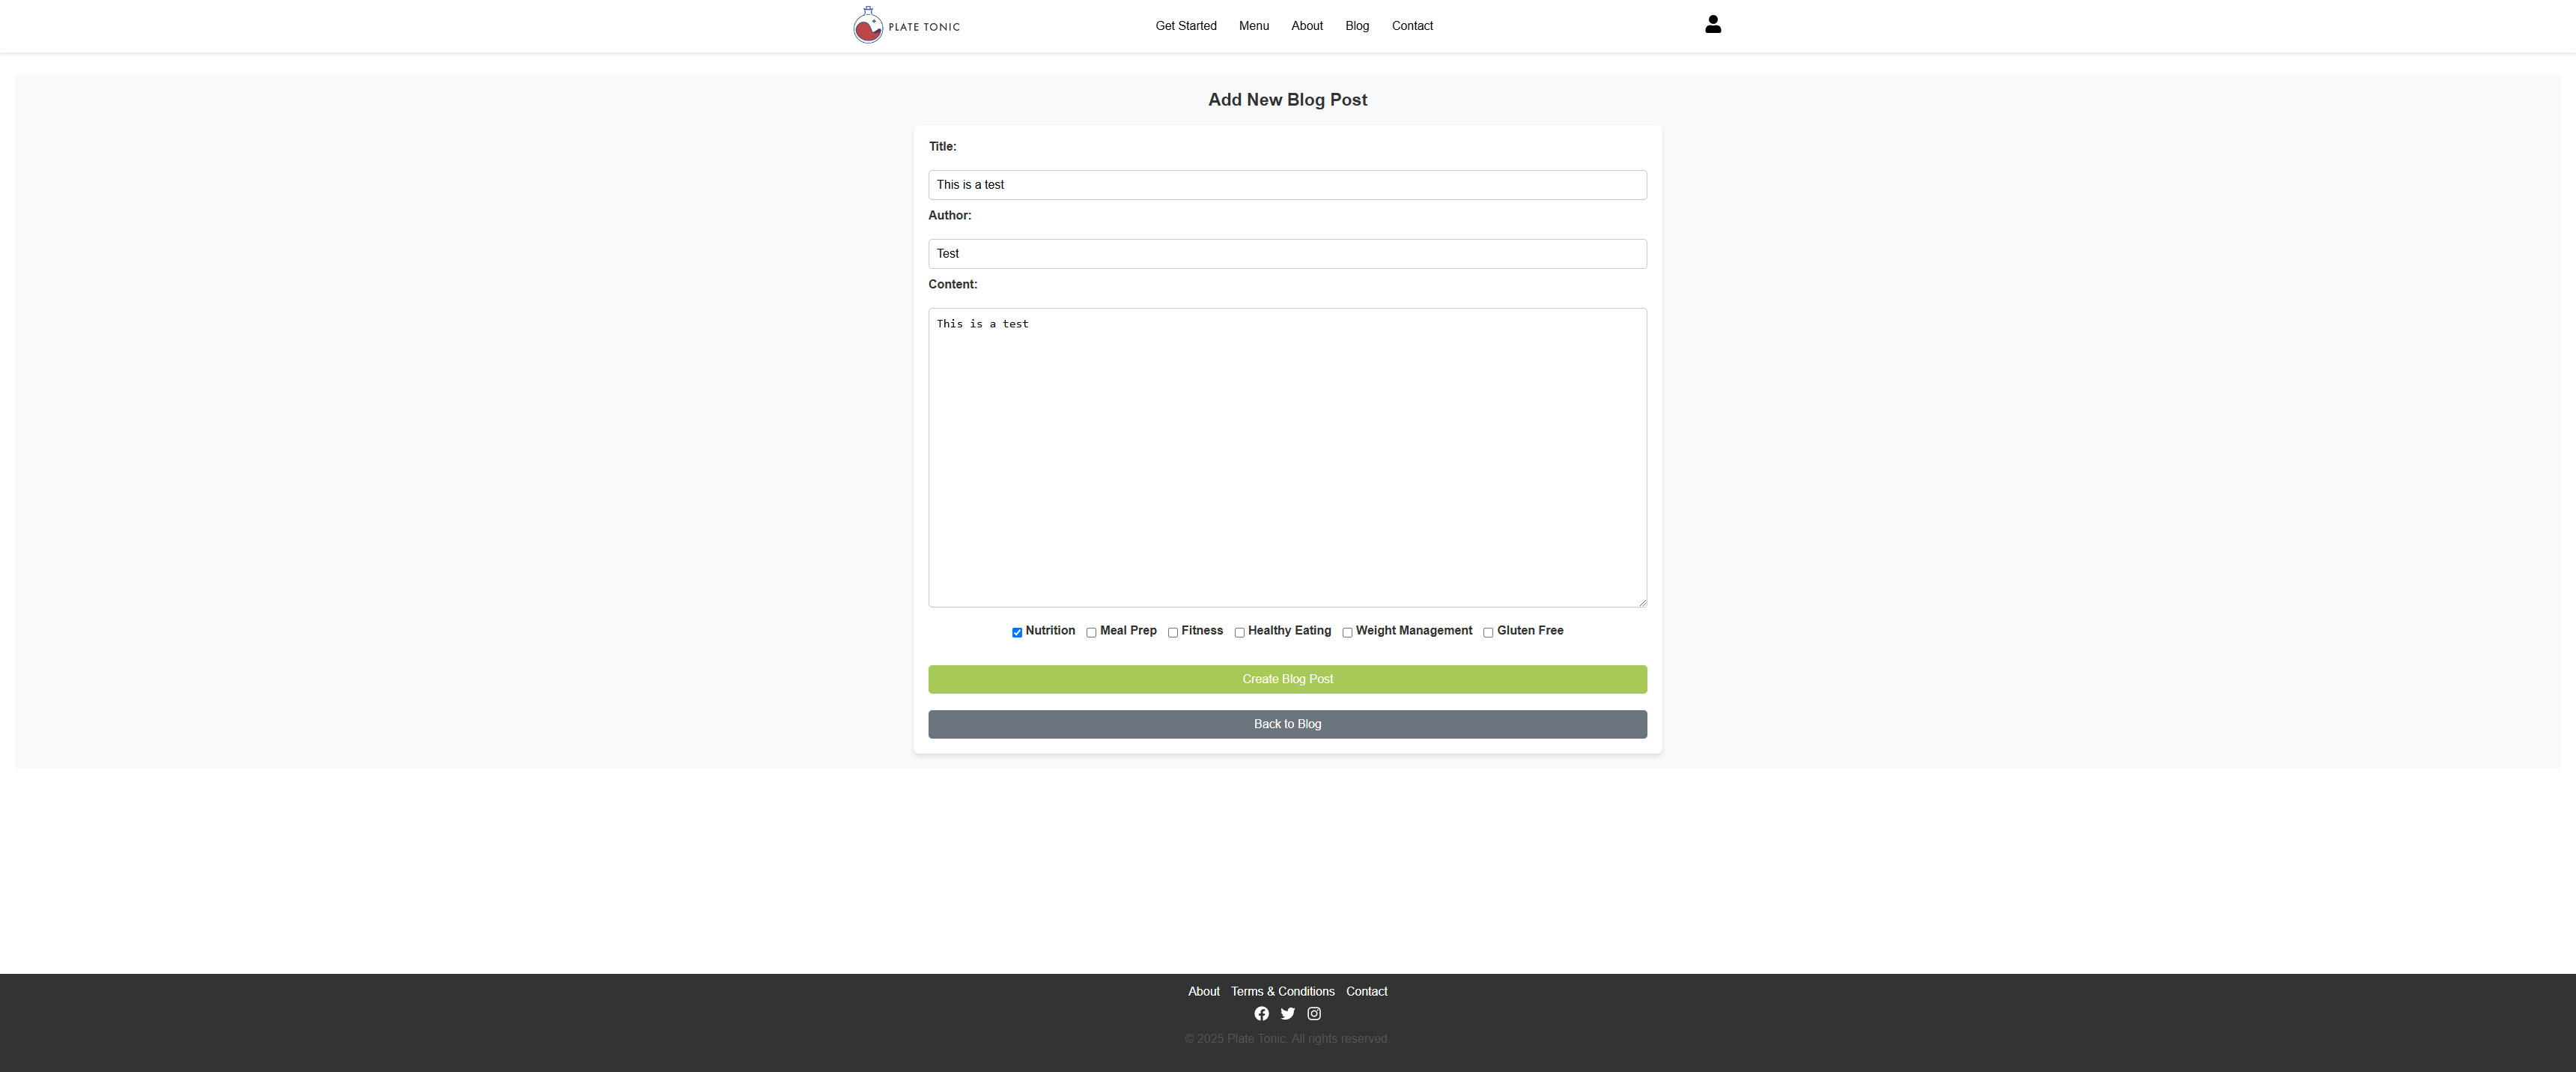 PLATE TONIC
Get Started Menu About Blog Contact
Add New Blog Post
Title:
This is a test
Author:
Test
Content:
This is a test
Nutrition Meal Prep Fitness Healthy Eating Weight Management Gluten Free
Create Blog Post
Back to Blog
About Terms & Conditions Contact
© 2025 Plate Tonic. All rights reserved.